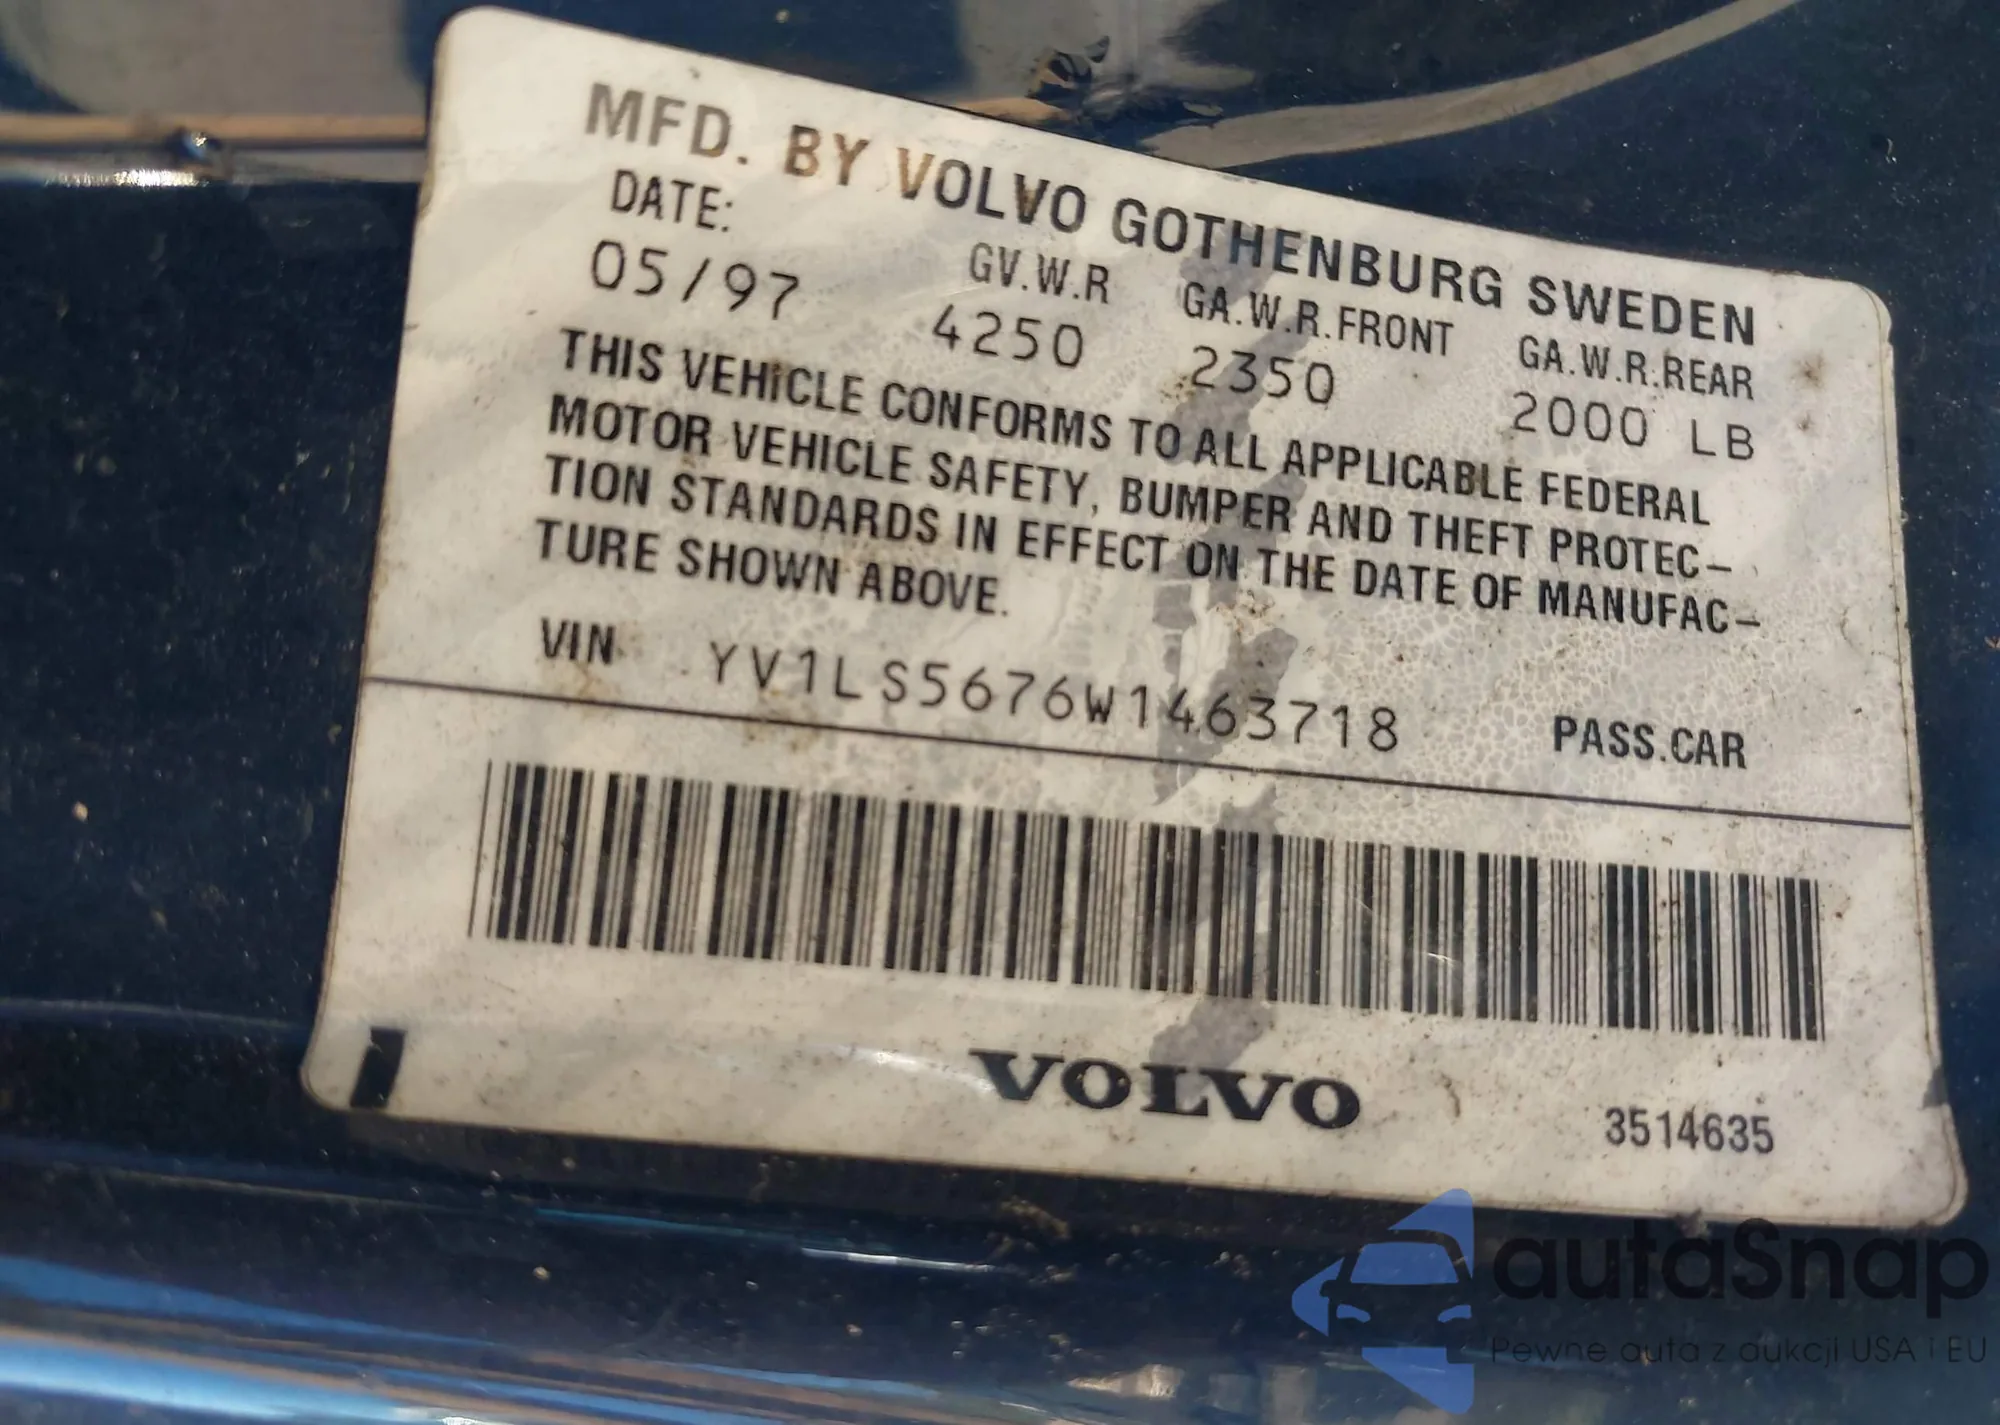 MFD. BY VOLVO GOTHENBURG SWEDEN
DATE: GV.W.R GA.W.R.FRONT GA.W.R.REAR
05/97 4250 2350 2000 LB
THIS VEHICLE CONFORMS TO ALL APPLICABLE FEDERAL
MOTOR VEHICLE SAFETY, BUMPER AND THEFT PROTEC–
TION STANDARDS IN EFFECT ON THE DATE OF MANUFAC–
TURE SHOWN ABOVE.
VIN YV1LS5676W1463718 PASS.CAR
VOLVO
3514635
autaSnap
Pewne auta z aukcji USA i EU